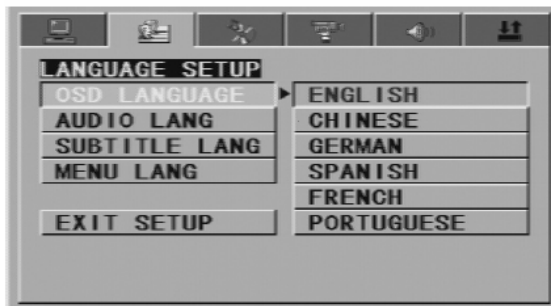 LANGUAGE SETUP
OSD LANGUAGE
AUDIO LANG
SUBTITLE LANG
MENU LANG
EXIT SETUP
ENGLISH
CHINESE
GERMAN
SPANISH
FRENCH
PORTUGUESE